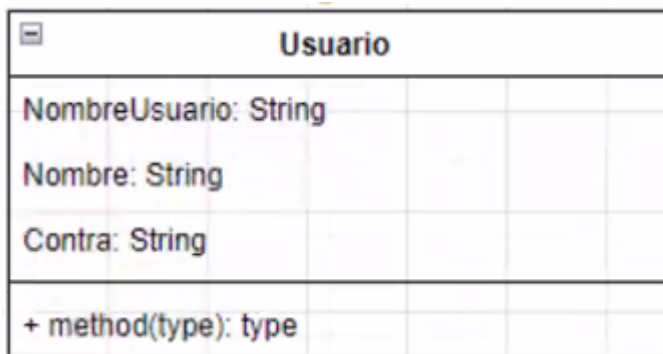 Usuario
NombreUsuario: String
Nombre: String
Contra: String
+ method(type): type